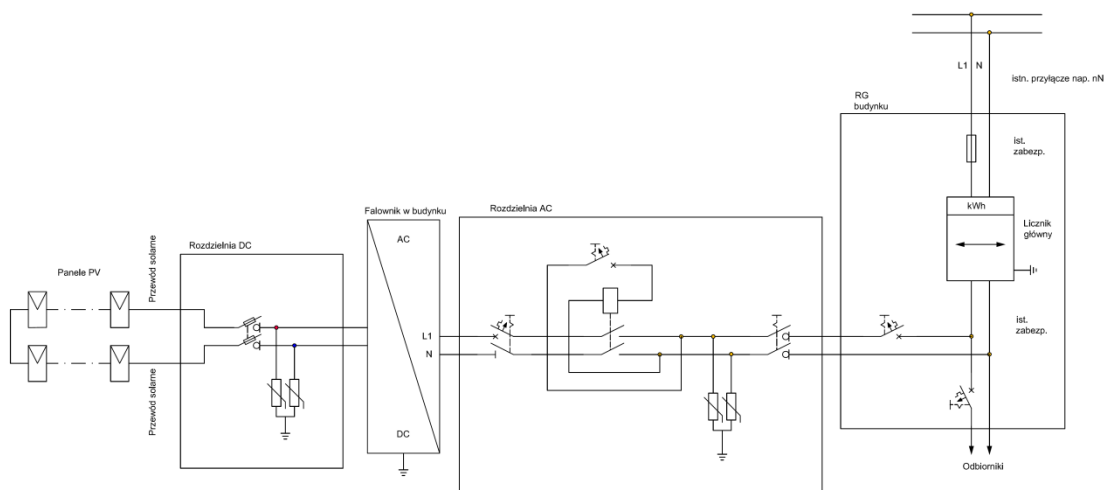 L1 N
istn. przyłącze nap. nN
RG
budynku
ist.
zabezp.
kWh
Licznik
główny
Falownik w budynku
Rozdzielnia AC
AC
Rozdzielnia DC
Panele PV
Przewód solarne
L1
N
ist.
zabezp.
Przewód solarne
DC
Odbiorniki